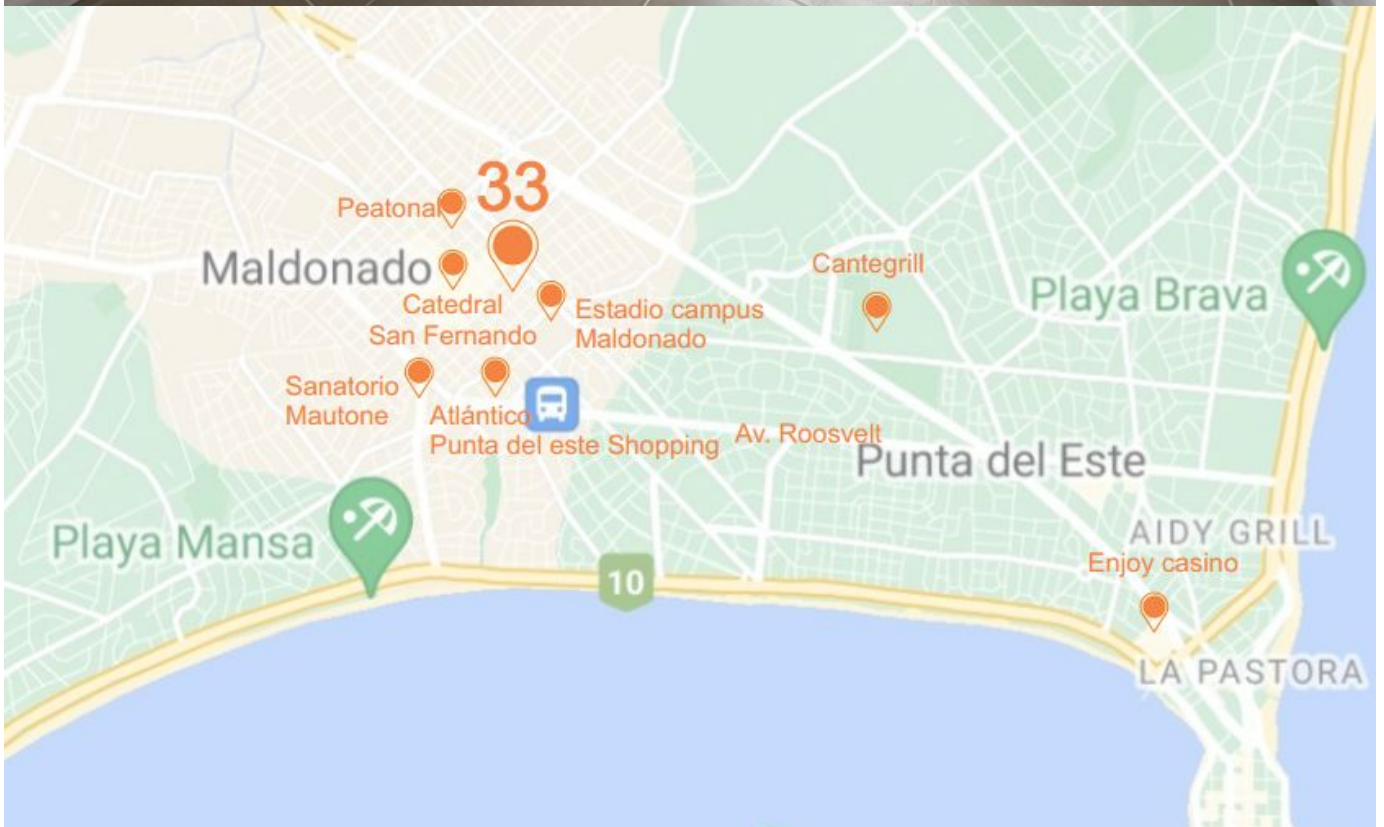 33
Peatonal
Maldonado
Catedral
San Fernando
Estadio campus
Maldonado
Cantegrill
Playa Brava
Sanatorio
Mautone
Atlántico
Punta del este Shopping
Av. Roosvelt
Punta del Este
Playa Mansa
10
AIDY GRILL
Enjoy casino
LA PASTORA